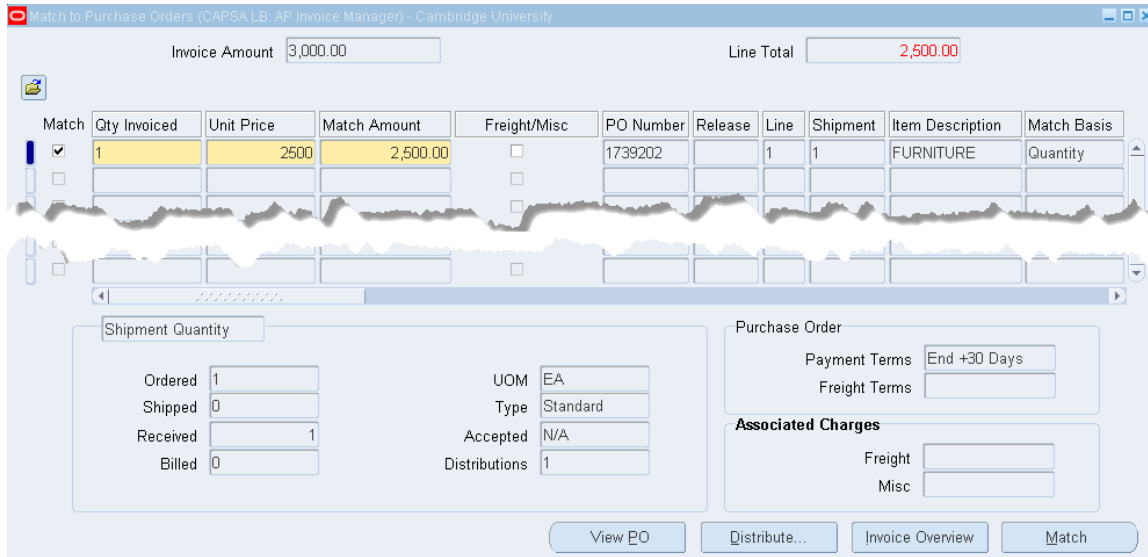 Match to Purchase Orders (CAPSA LB: AP Invoice Manager) - Cambridge University
Invoice Amount 3,000.00 Line Total 2,500.00
Match Qty Invoiced Unit Price Match Amount Freight/Misc PO Number Release Line Shipment Item Description Match Basis
1 2500 2,500.00 1739202 1 1 FURNITURE Quantity
Shipment Quantity
Ordered 1 UOM EA
Shipped 0 Type Standard
Received 1 Accepted N/A
Billed 0 Distributions 1
Purchase Order
Payment Terms End +30 Days
Freight Terms
Associated Charges
Freight
Misc
View PO Distribute... Invoice Overview Match